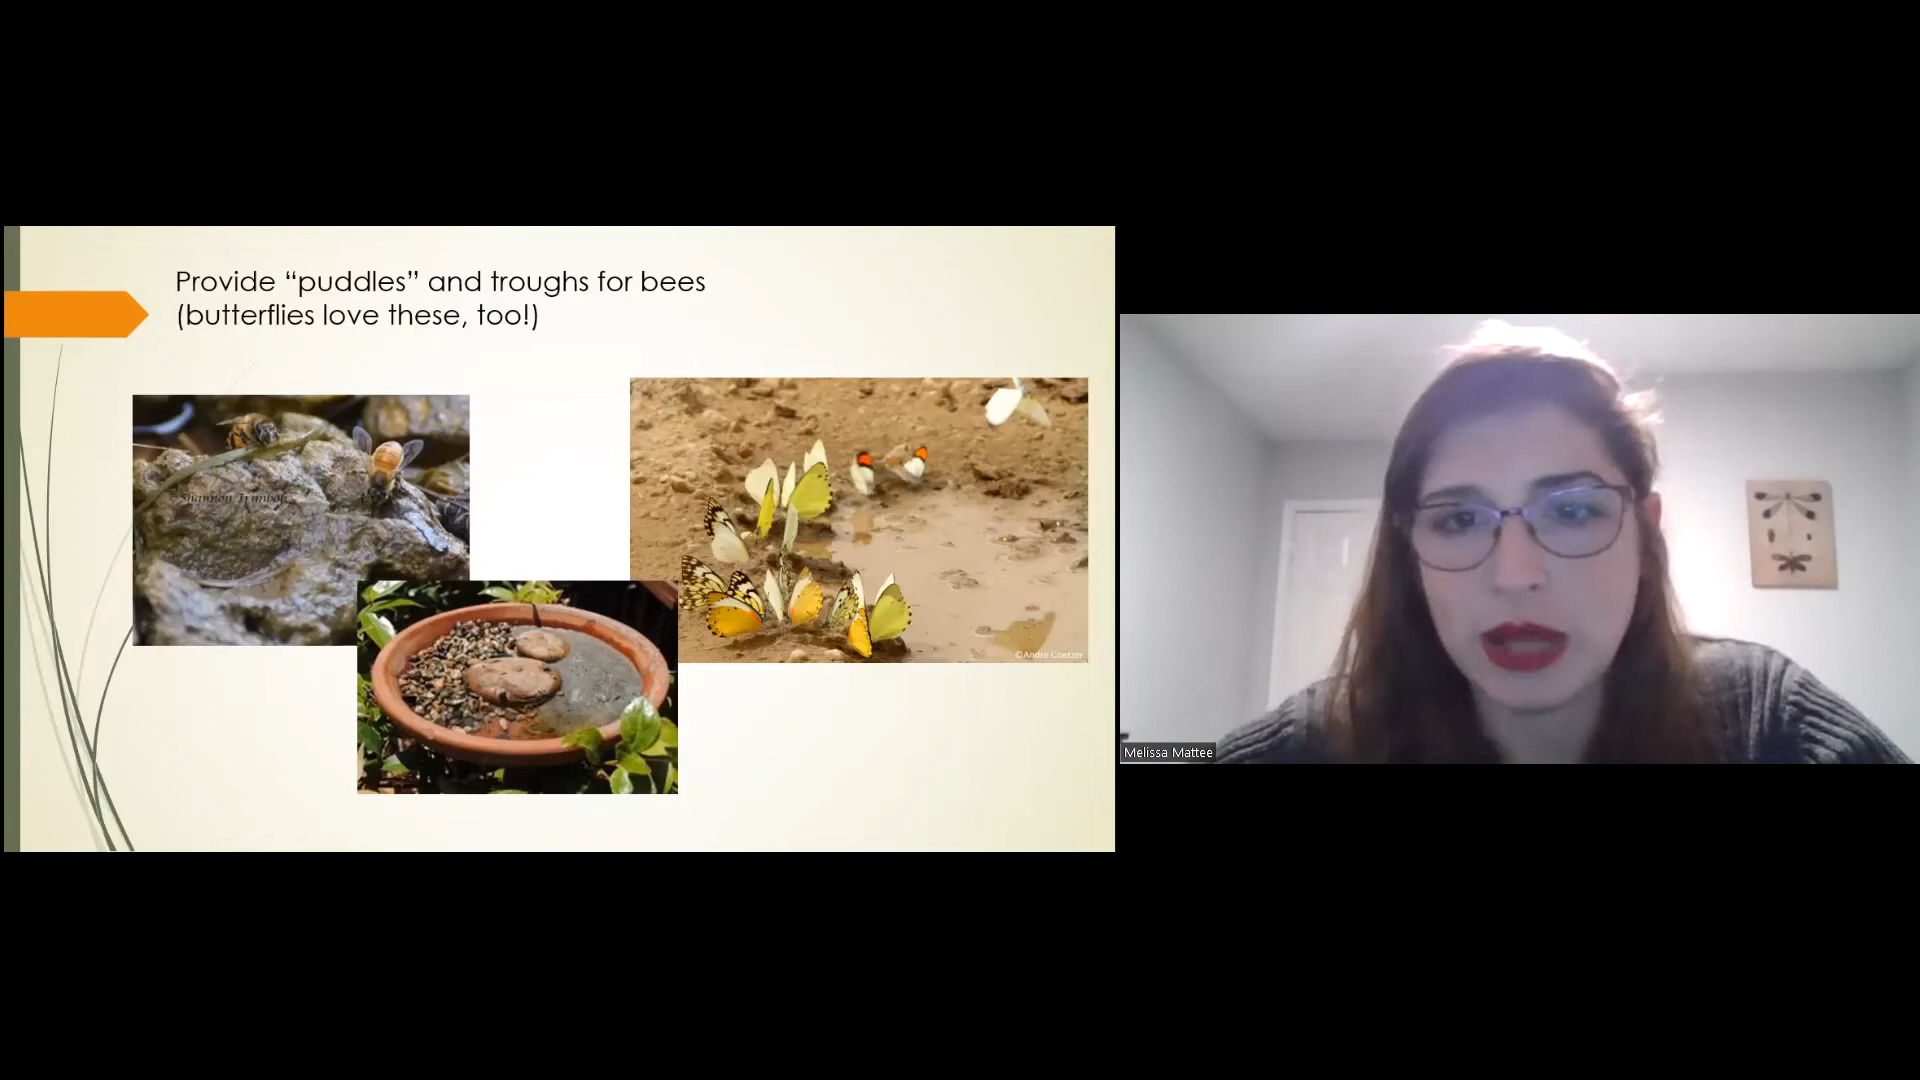 Provide “puddles” and troughs for bees
(butterflies love these, too!)
© Shannon Trimboli
©André Coetzer
Melissa Mattee